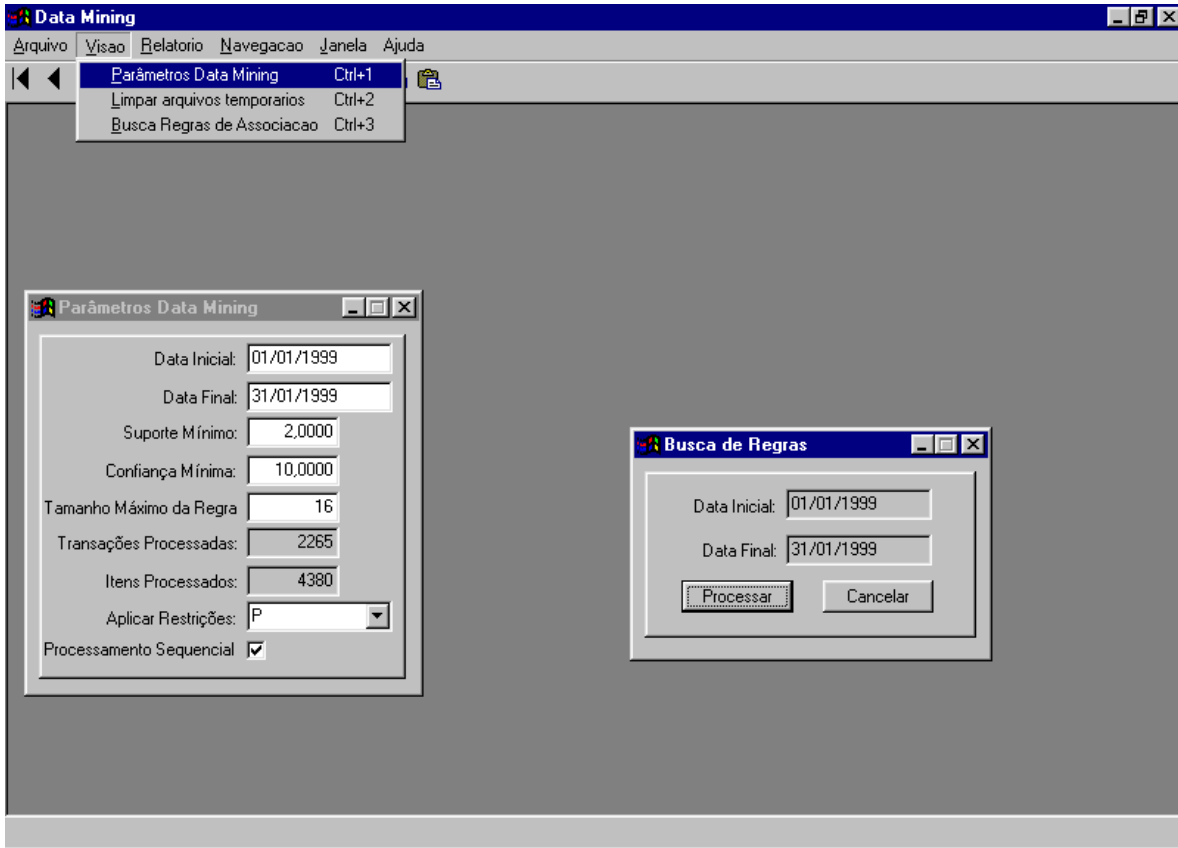 Data Mining
Arquivo Visao Relatorio Navegacao Janela Ajuda
Parâmetros Data Mining Ctrl+1
Limpar arquivos temporarios Ctrl+2
Busca Regras de Associacao Ctrl+3
Parâmetros Data Mining
Data Inicial: 01/01/1999
Data Final: 31/01/1999
Suporte Mínimo: 2,0000
Confiança Mínima: 10,0000
Tamanho Máximo da Regra 16
Transações Processadas: 2265
Itens Processados: 4380
Aplicar Restrições: P
Processamento Sequencial
Busca de Regras
Data Inicial: 01/01/1999
Data Final: 31/01/1999
Processar Cancelar